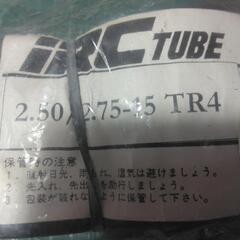 iRC TUBE
2.50/2.75-15 TR4
保管時の注意
1. 直射日光、雨もれ、湿気は避けましょう。
2. 先入れ、先出しを励行しましょう。
3. 包装が破れないように保管して下さい。